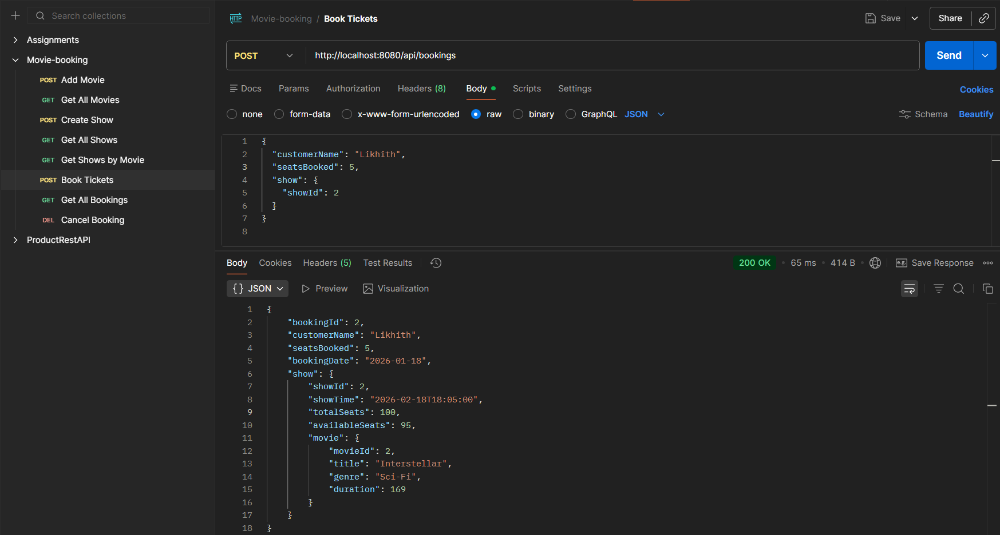 Search collections
Assignments
Movie-booking
POST Add Movie
GET Get All Movies
POST Create Show
GET Get All Shows
GET Get Shows by Movie
POST Book Tickets
GET Get All Bookings
DEL Cancel Booking
ProductRestAPI
HTTP Movie-booking / Book Tickets
Save
Share
POST http://localhost:8080/api/bookings
Send
Docs Params Authorization Headers (8) Body Scripts Settings
Cookies
none form-data x-www-form-urlencoded raw binary GraphQL JSON
Schema Beautify
1 {
2 "customerName": "Likhith",
3 "seatsBooked": 5,
4 "show": {
5 "showId": 2
6 }
7 }
8
Body Cookies Headers (5) Test Results
200 OK • 65 ms • 414 B •
e.g. Save Response
{} JSON Preview Visualization
1 {
2 "bookingId": 2,
3 "customerName": "Likhith",
4 "seatsBooked": 5,
5 "bookingDate": "2026-01-18",
6 "show": {
7 "showId": 2,
8 "showTime": "2026-02-18T18:05:00",
9 "totalSeats": 100,
10 "availableSeats": 95,
11 "movie": {
12 "movieId": 2,
13 "title": "Interstellar",
14 "genre": "Sci-Fi",
15 "duration": 169
16 }
17 }
18 }